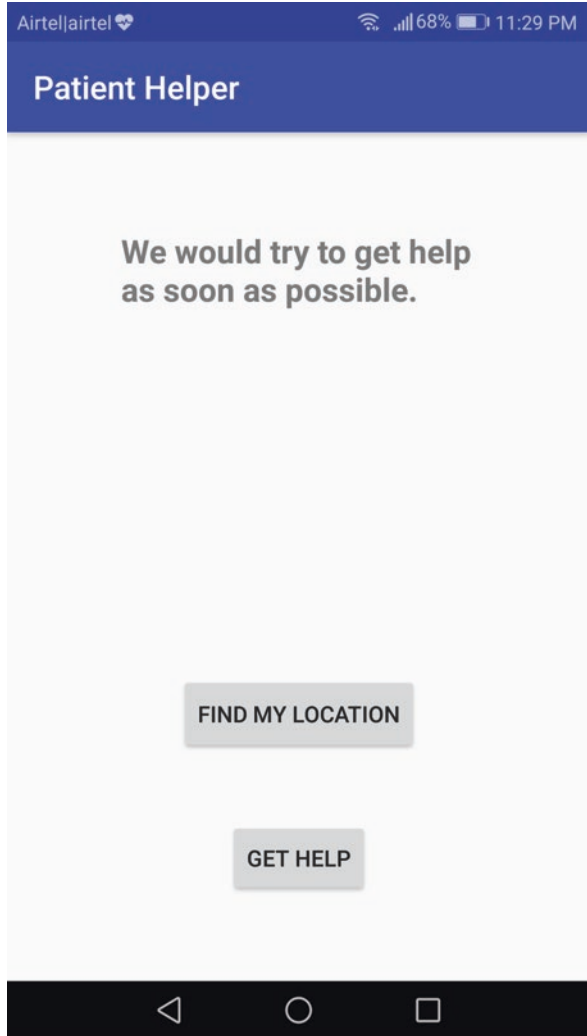 Airtel|airtel 68% 11:29 PM
Patient Helper
We would try to get help
as soon as possible.
FIND MY LOCATION
GET HELP